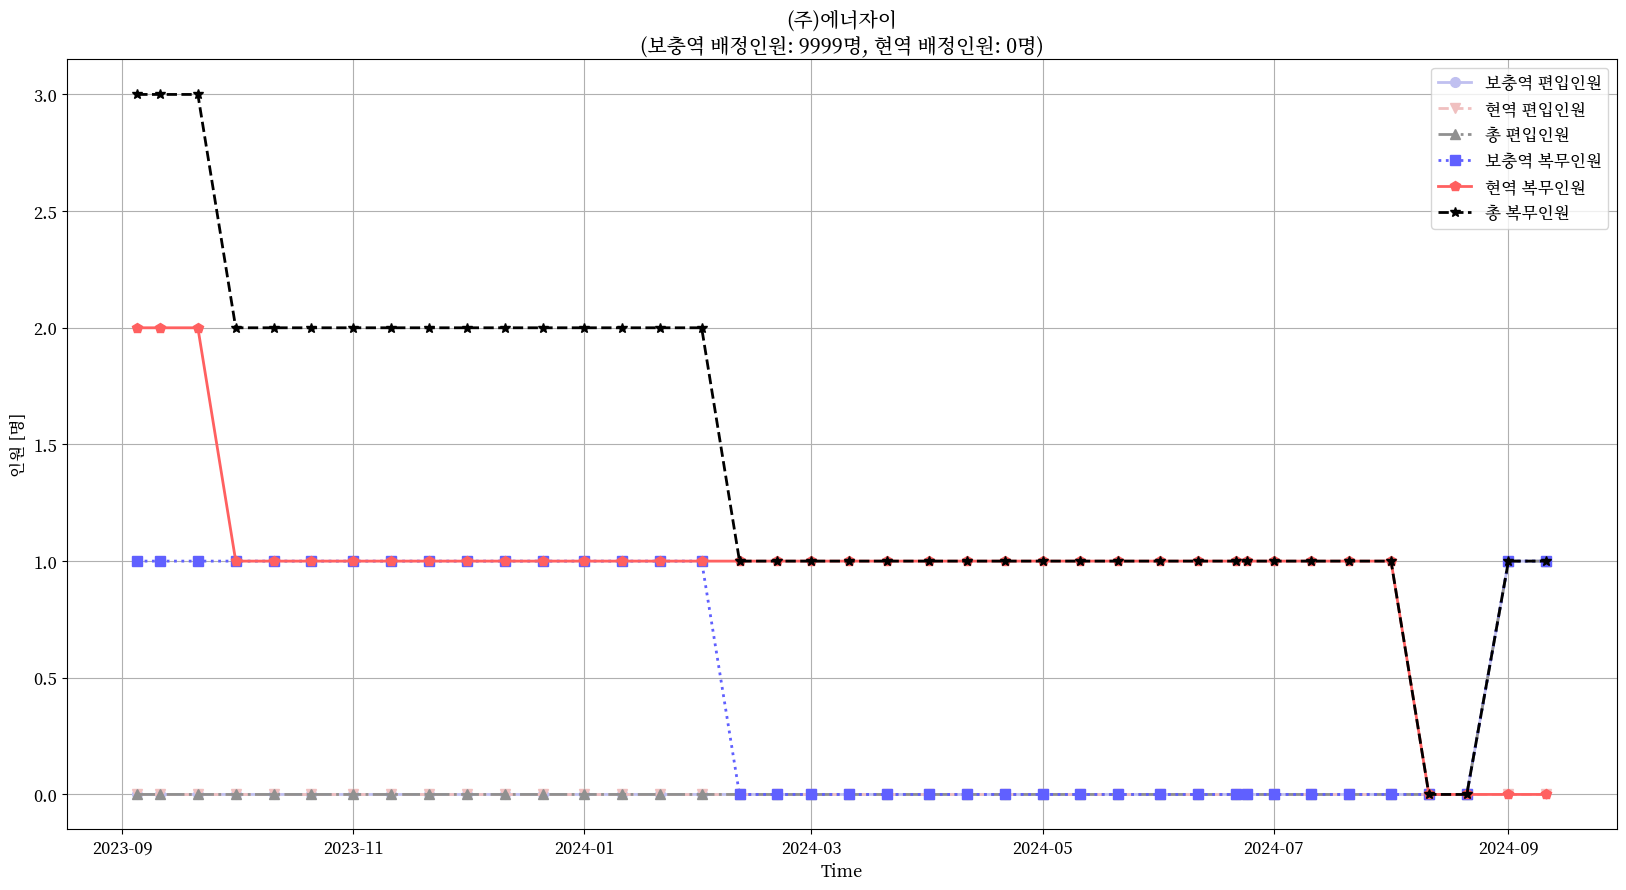 (주)에너자이
(보충역 배정인원: 9999명, 현역 배정인원: 0명)
보충역 편입인원
현역 편입인원
총 편입인원
보충역 복무인원
현역 복무인원
총 복무인원
인원 [명]
3.0
2.5
2.0
1.5
1.0
0.5
0.0
2023-09
2023-11
2024-01
2024-03
2024-05
2024-07
2024-09
Time